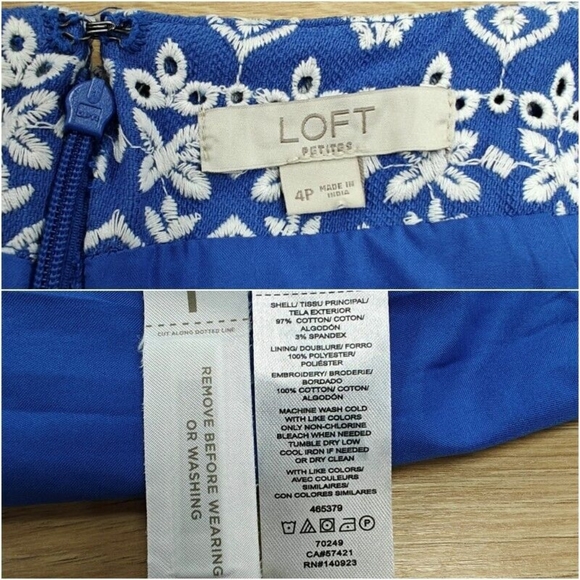 LOFT
PETITES
4P MADE IN
INDIA
CUT ALONG DOTTED LINE
REMOVE BEFORE WEARING
OR WASHING
SHELL/ TISSU PRINCIPAL/
TELA EXTERIOR
97% COTTON/ COTON/
ALGODÓN
3% SPANDEX
LINING/ DOUBLURE/ FORRO
100% POLYESTER/
POLIÉSTER
EMBROIDERY/ BRODERIE/
BORDADO
100% COTTON/ COTON/
ALGODÓN
MACHINE WASH COLD
WITH LIKE COLORS
ONLY NON-CHLORINE
BLEACH WHEN NEEDED
TUMBLE DRY LOW
COOL IRON IF NEEDED
OR DRY CLEAN
WITH LIKE COLORS/
AVEC COULEURS
SIMILAIRES/
CON COLORES SIMILARES
465379
P
70249
CA#57421
RN#140923